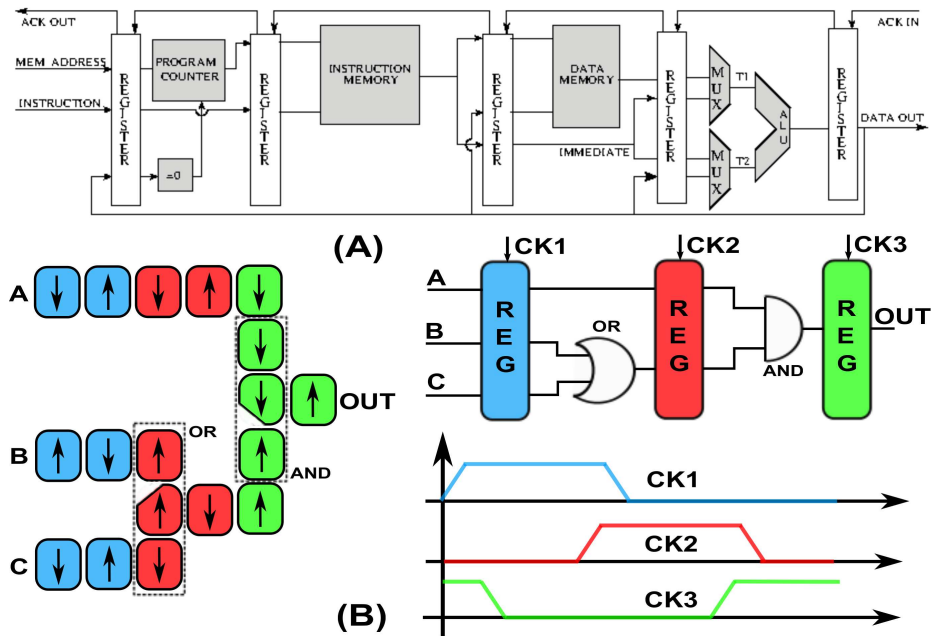 ACK OUT
ACK IN
MEM ADDRESS
INSTRUCTION
REGISTER
PROGRAM
COUNTER
=0
REGISTER
INSTRUCTION
MEMORY
REGISTER
DATA
MEMORY
IMMEDIATE
REGISTER
MUX
T1
MUX
T2
ALU
REGISTER
DATA OUT
(A)
A
B
C
OR
AND
OUT
CK1
CK2
CK3
A
B
C
REG
OR
REG
AND
REG
OUT
CK1
CK2
CK3
(B)